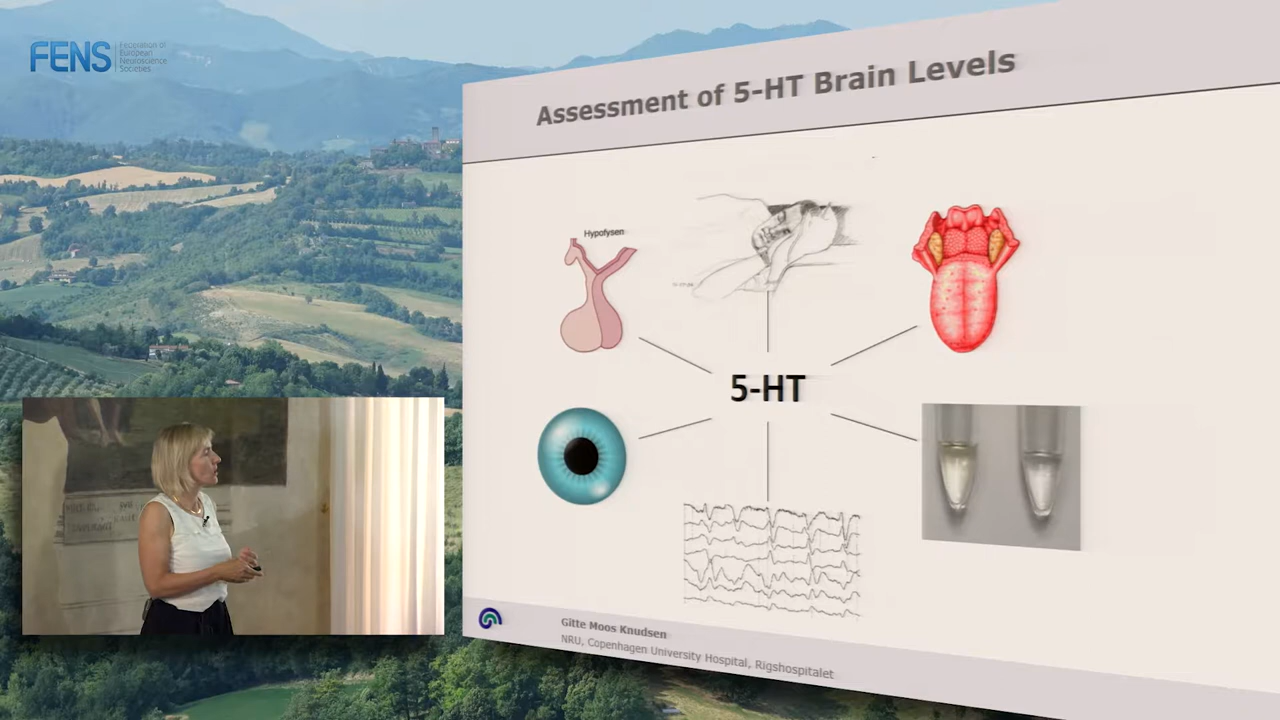 FENS
Federation of
European
Neuroscience
Societies
Assessment of 5-HT Brain Levels
Hypofysen
5-HT
Gitte Moos Knudsen
NRU, Copenhagen University Hospital, Rigshospitalet